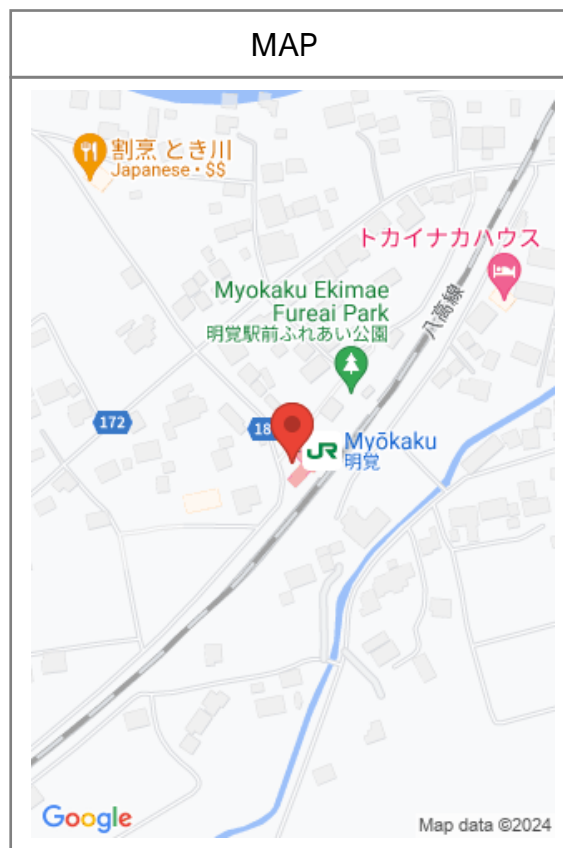 MAP
割烹 とき川
Japanese・$$
トカイナカハウス
Myokaku Ekimae
Fureai Park
明覚駅前ふれあい公園
八高線
172
JR
Myōkaku
明覚
Google
Map data ©2024